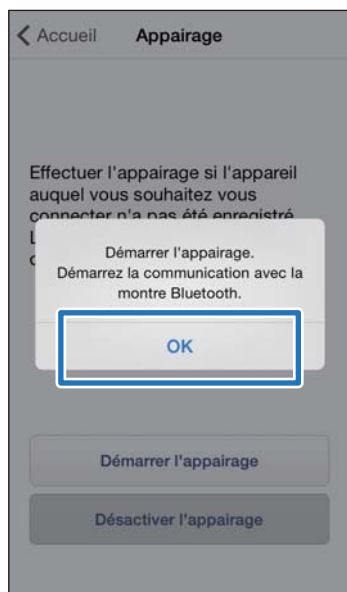 Accueil Appairage
Effectuer l'appairage si l'appareil
auquel vous souhaitez vous
connecter n'a pas été enregistré
Démarrer l'appairage.
Démarrez la communication avec la
montre Bluetooth.
OK
Démarrer l'appairage
Désactiver l'appairage